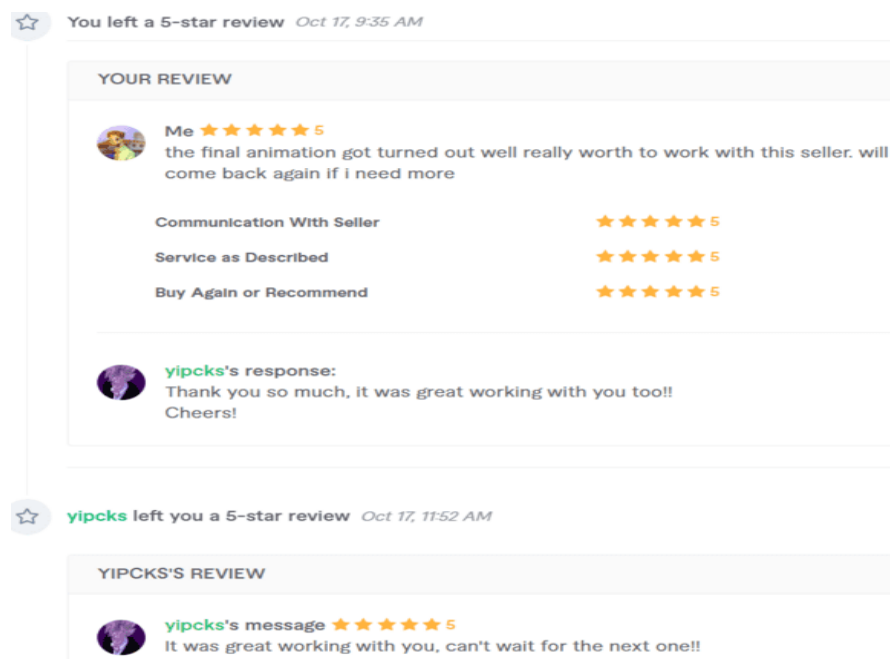 You left a 5-star review Oct 17, 9:35 AM
YOUR REVIEW
Me 5
the final animation got turned out well really worth to work with this seller. will
come back again if i need more
Communication With Seller 5
Service as Described 5
Buy Again or Recommend 5
yipcks's response:
Thank you so much, it was great working with you too!!
Cheers!
yipcks left you a 5-star review Oct 17, 11:52 AM
YIPCKS'S REVIEW
yipcks's message 5
It was great working with you, can't wait for the next one!!